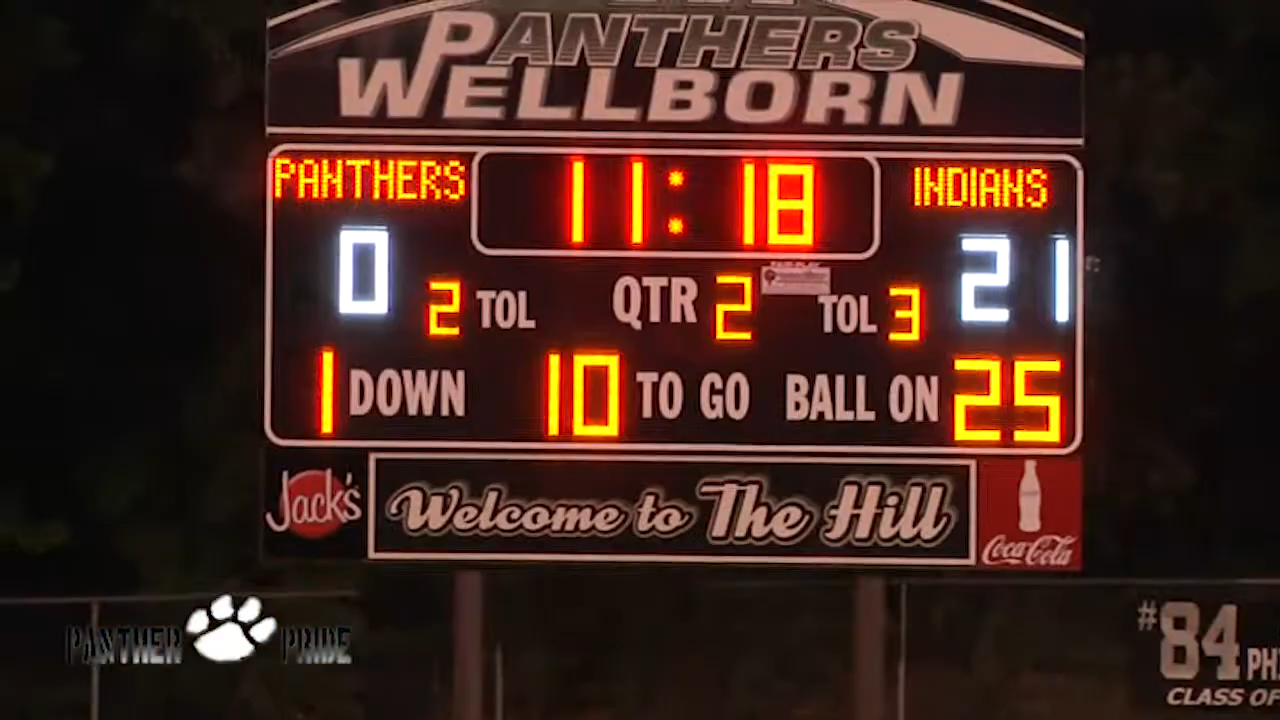 PANTHERS
WELLBORN
PANTHERS 11:18 INDIANS
0 21
2 TOL QTR 2 TOL 3
1 DOWN 10 TO GO BALL ON 25
Jack's Welcome to The Hill Coca-Cola
PANTHER PRIDE
#84
CLASS OF